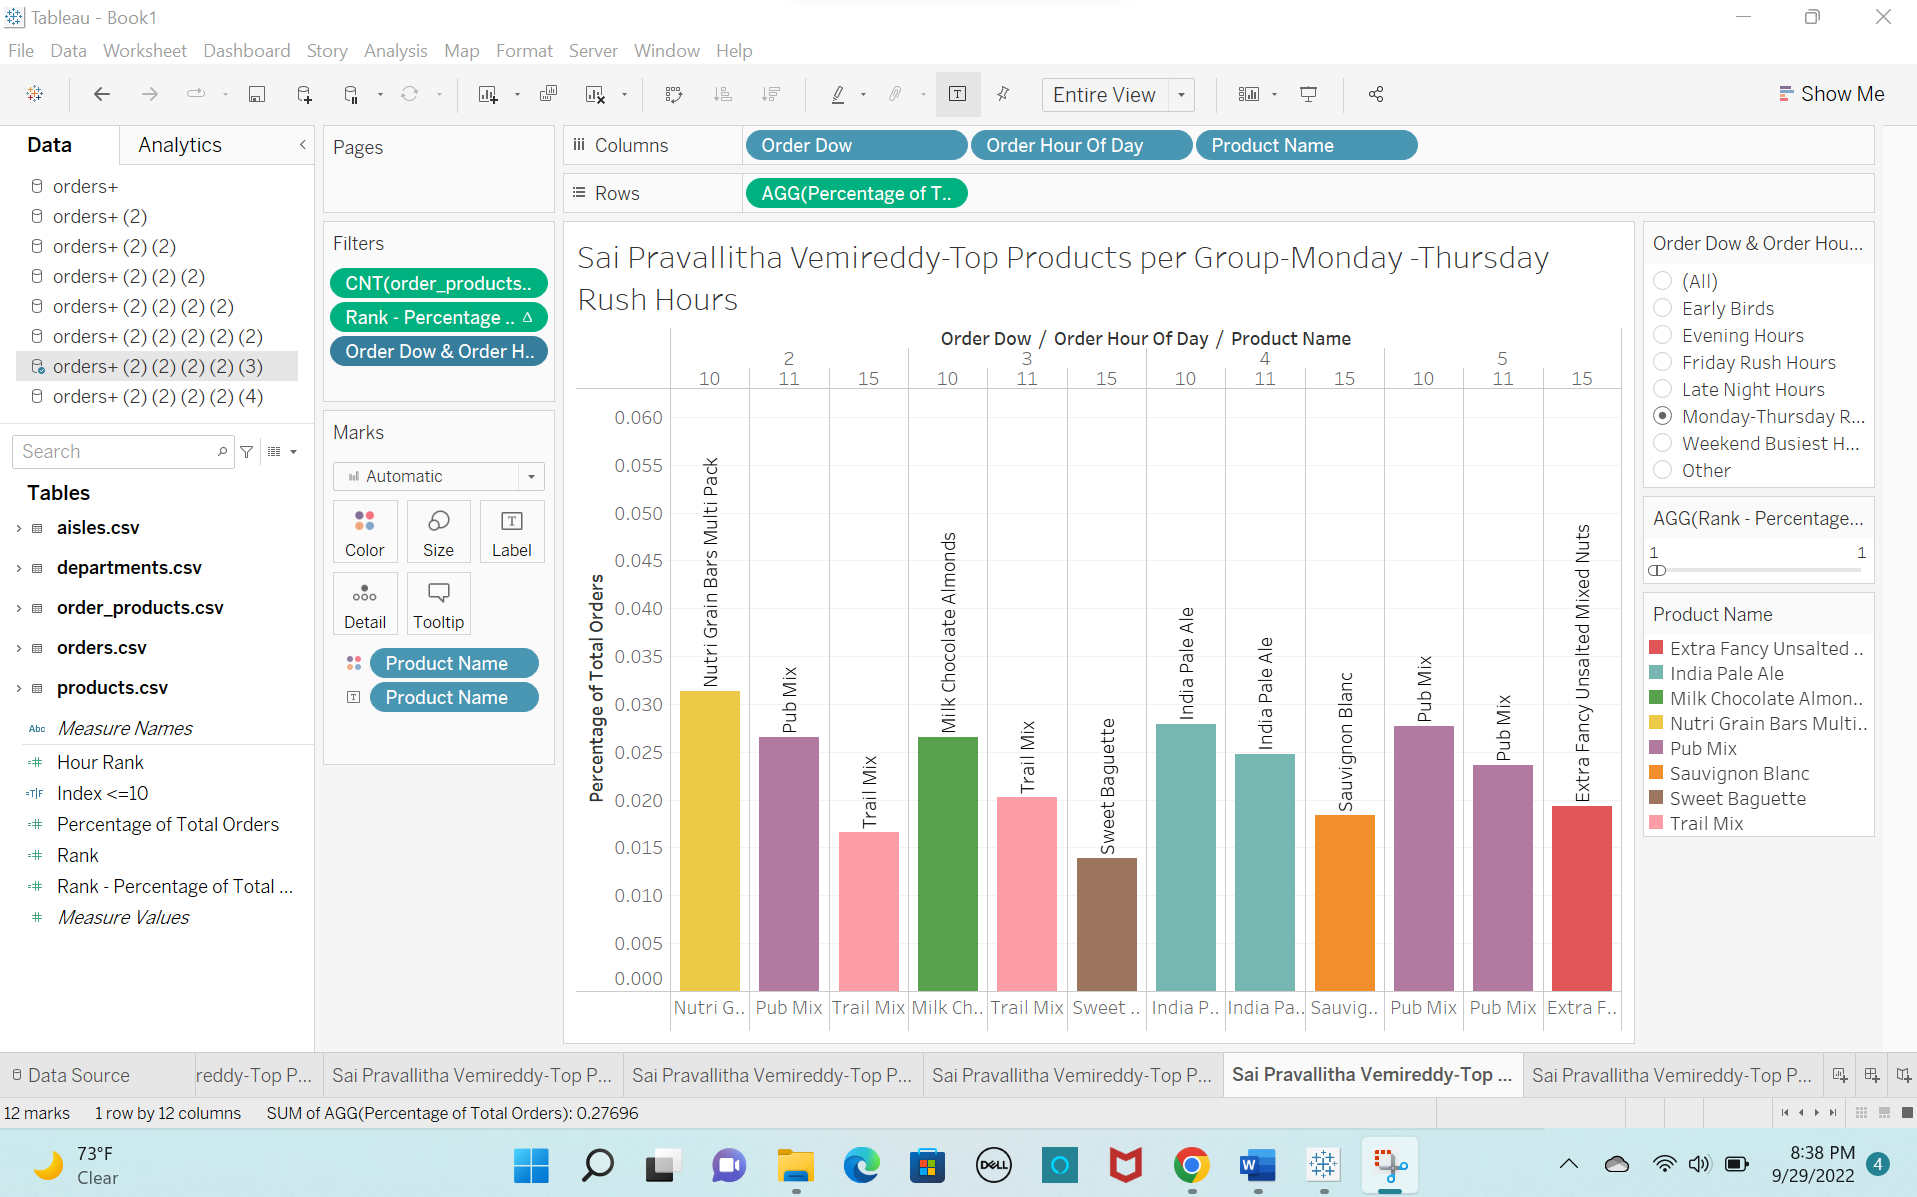 Tableau - Book1
File Data Worksheet Dashboard Story Analysis Map Format Server Window Help
Entire View
Show Me
Data
Analytics
orders+
orders+ (2)
orders+ (2) (2)
orders+ (2) (2) (2)
orders+ (2) (2) (2) (2)
orders+ (2) (2) (2) (2) (2)
orders+ (2) (2) (2) (2) (3)
orders+ (2) (2) (2) (2) (4)
Search
Tables
aisles.csv
departments.csv
order_products.csv
orders.csv
products.csv
Abc Measure Names
Hour Rank
=T|F Index <=10
Percentage of Total Orders
Rank
Rank - Percentage of Total ...
Measure Values
Pages
Filters
CNT(order_products..
Rank - Percentage .. Δ
Order Dow & Order H..
Marks
Automatic
Color Size Label
Detail Tooltip
Product Name
Product Name
Columns
Order Dow
Order Hour Of Day
Product Name
Rows
AGG(Percentage of T..
Sai Pravallitha Vemireddy-Top Products per Group-Monday -Thursday
Rush Hours
Order Dow / Order Hour Of Day / Product Name
2 3 4 5
10 11 15 10 11 15 10 11 15 10 11 15
Percentage of Total Orders
0.060
0.055
0.050
0.045
0.040
0.035
0.030
0.025
0.020
0.015
0.010
0.005
0.000
Nutri Grain Bars Multi Pack
Pub Mix
Trail Mix
Milk Chocolate Almonds
Trail Mix
Sweet Baguette
India Pale Ale
India Pale Ale
Sauvignon Blanc
Pub Mix
Pub Mix
Extra Fancy Unsalted Mixed Nuts
Nutri G.. Pub Mix Trail Mix Milk Ch.. Trail Mix Sweet .. India P.. India Pa.. Sauvig.. Pub Mix Pub Mix Extra F..
Order Dow & Order Hou...
(All)
Early Birds
Evening Hours
Friday Rush Hours
Late Night Hours
Monday-Thursday R...
Weekend Busiest H...
Other
AGG(Rank - Percentage...
1 1
Product Name
Extra Fancy Unsalted ..
India Pale Ale
Milk Chocolate Almon..
Nutri Grain Bars Multi..
Pub Mix
Sauvignon Blanc
Sweet Baguette
Trail Mix
Data Source
reddy-Top P...
Sai Pravallitha Vemireddy-Top P...
Sai Pravallitha Vemireddy-Top P...
Sai Pravallitha Vemireddy-Top P...
Sai Pravallitha Vemireddy-Top ...
Sai Pravallitha Vemireddy-Top P...
12 marks 1 row by 12 columns SUM of AGG(Percentage of Total Orders): 0.27696
73°F
Clear
DELL
W
8:38 PM
9/29/2022
4